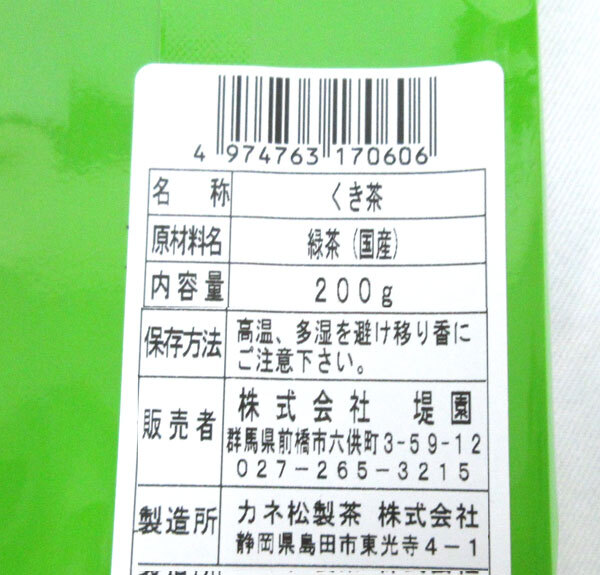 4 974763 170606
名称 くき茶
原材料名 緑茶(国産)
内容量 200g
保存方法 高温、多湿を避け移り香に
ご注意下さい。
販売者 株式会社 堤園
群馬県前橋市六供町3-59-12
027-265-3215
製造所 カネ松製茶 株式会社
静岡県島田市東光寺4-1